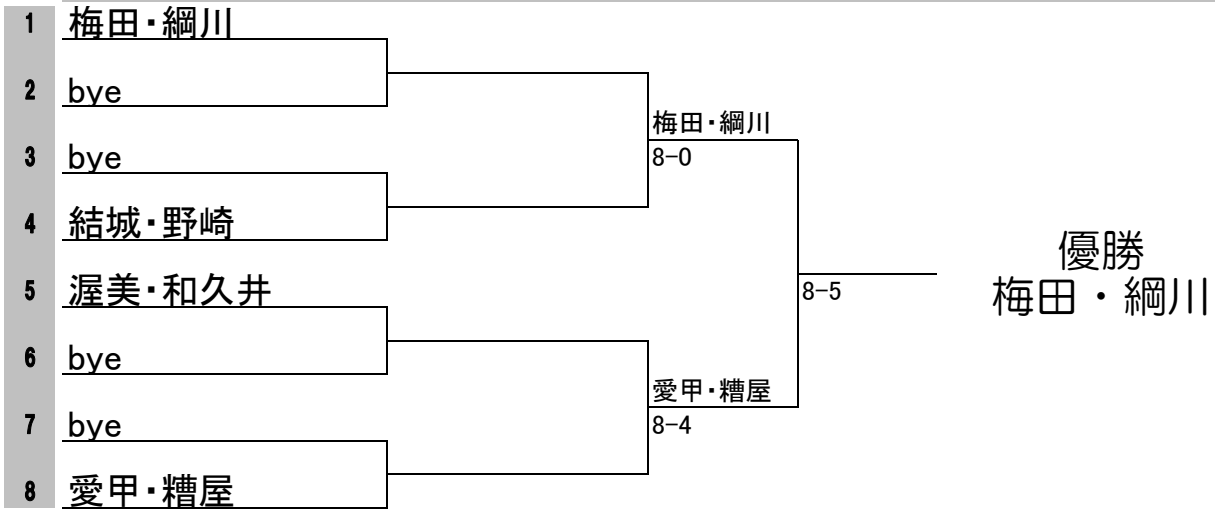 1 梅田・綱川
2 bye
3 bye
4 結城・野崎
5 渥美・和久井
6 bye
7 bye
8 愛甲・糟屋
梅田・綱川
8-0
愛甲・糟屋
8-4
8-5
優勝
梅田・綱川